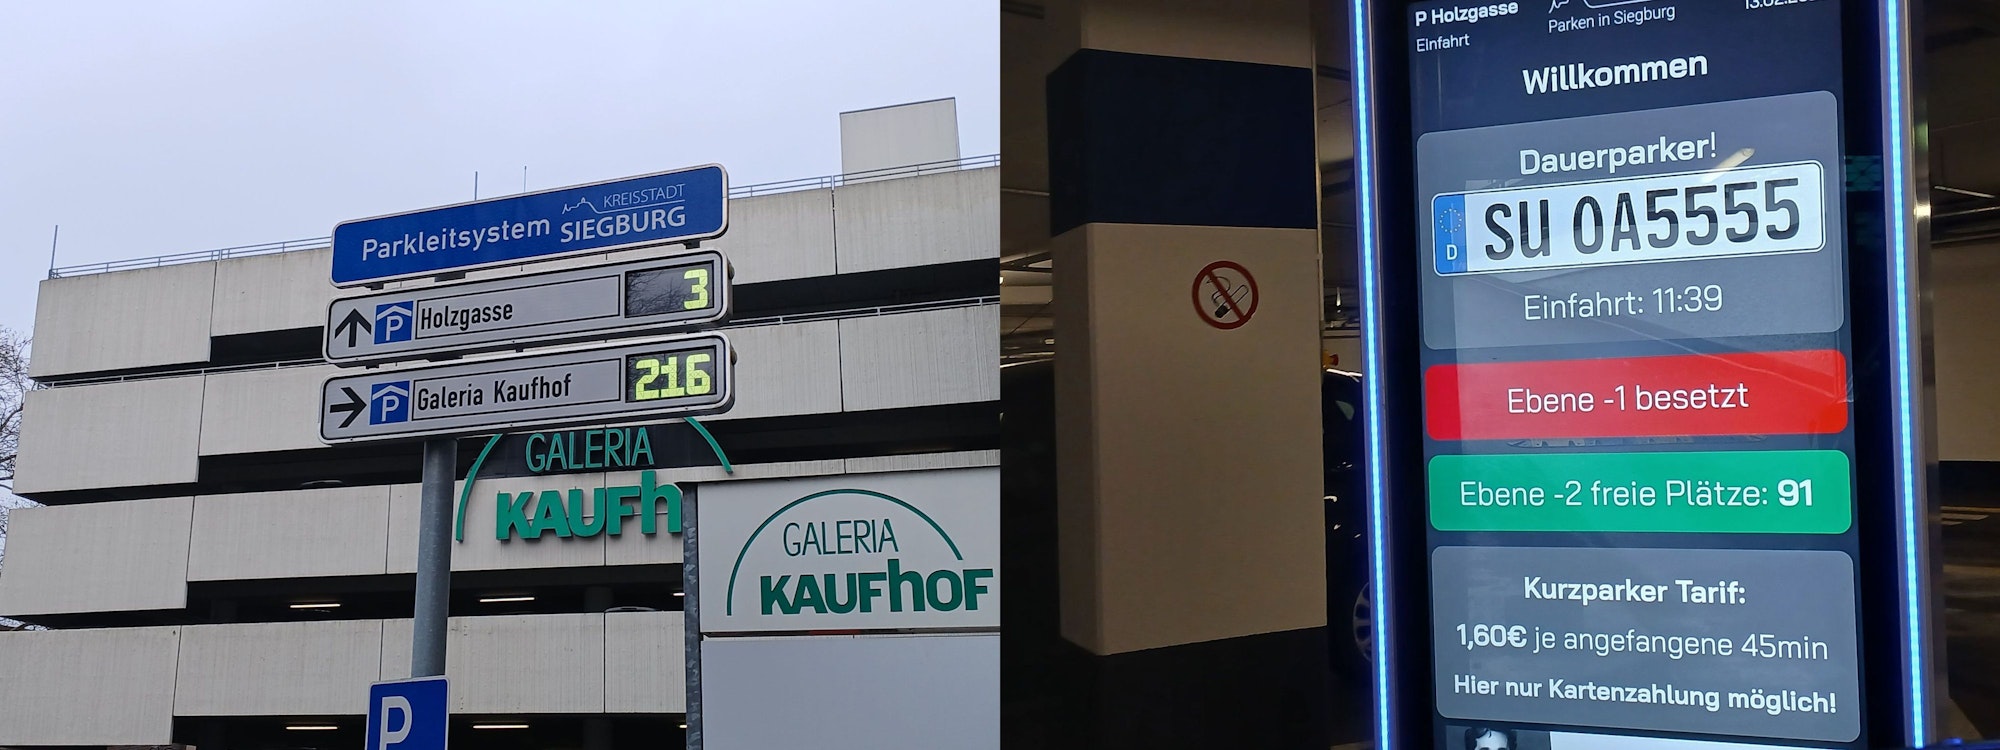 Parkleitsystem
KREISSTADT
SIEGBURG
P Holzgasse 3
P Galeria Kaufhof 216
GALERIA
KAUFh
GALERIA
KAUFhOF
P
P Holzgasse
Einfahrt
Parken in Siegburg
Willkommen
Dauerparker!
D SU OA5555
Einfahrt: 11:39
Ebene -1 besetzt
Ebene -2 freie Plätze: 91
Kurzparker Tarif:
1,60€ je angefangene 45min
Hier nur Kartenzahlung möglich!